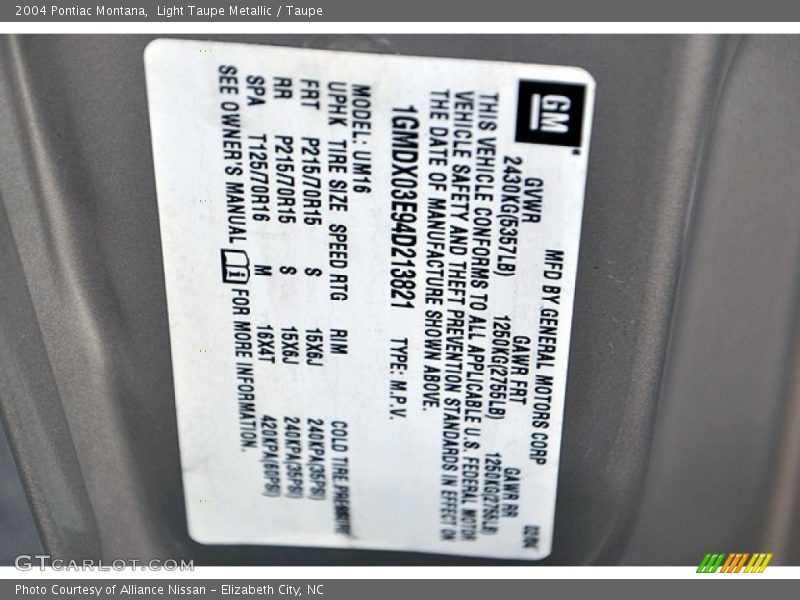 2004 Pontiac Montana, Light Taupe Metallic / Taupe
GM
MFD BY GENERAL MOTORS CORP
GVWR GAWR FRT GAWR RR
2430KG(5357LB) 1250KG(2755LB) 1250KG(2755LB
THIS VEHICLE CONFORMS TO ALL APPLICABLE U.S. FEDERAL MOTOR
VEHICLE SAFETY AND THEFT PREVENTION STANDARDS IN EFFECT ON
THE DATE OF MANUFACTURE SHOWN ABOVE.
1GMDX03E94D213821 TYPE: M.P.V.
MODEL: UM16
UPHK TIRE SIZE SPEED RTG RIM COLD TIRE PRESSURE
FRT P215/70R15 S 15X6J 240KPA(35PSI)
RR P215/70R15 S 15X6J 240KPA(35PSI)
SPA T125/70R16 M 16X4T 420KPA(60PSI)
SEE OWNER'S MANUAL FOR MORE INFORMATION.
GTCARLOT.COM
Photo Courtesy of Alliance Nissan - Elizabeth City, NC